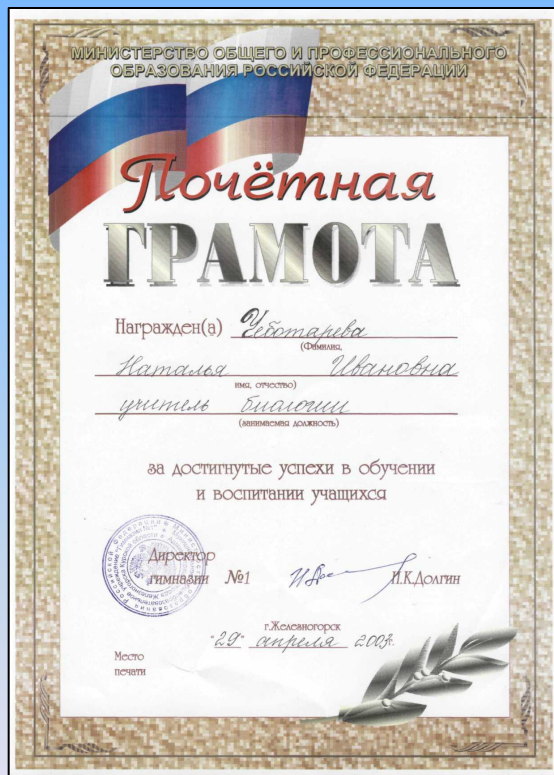 МИНИСТЕРСТВО ОБЩЕГО И ПРОФЕССИОНАЛЬНОГО
ОБРАЗОВАНИЯ РОССИЙСКОЙ ФЕДЕРАЦИИ
Почётная
ГРАМОТА
Награжден(а) Чеботарева
(Фамилия,
Наталья Ивановна
имя, отчество)
учитель биологии
(занимаемая должность)
за достигнутые успехи в обучении
и воспитании учащихся
Директор
гимназии №1 И.К.Долгин
г.Железногорск
"29" апреля 2003г.
Место
печати